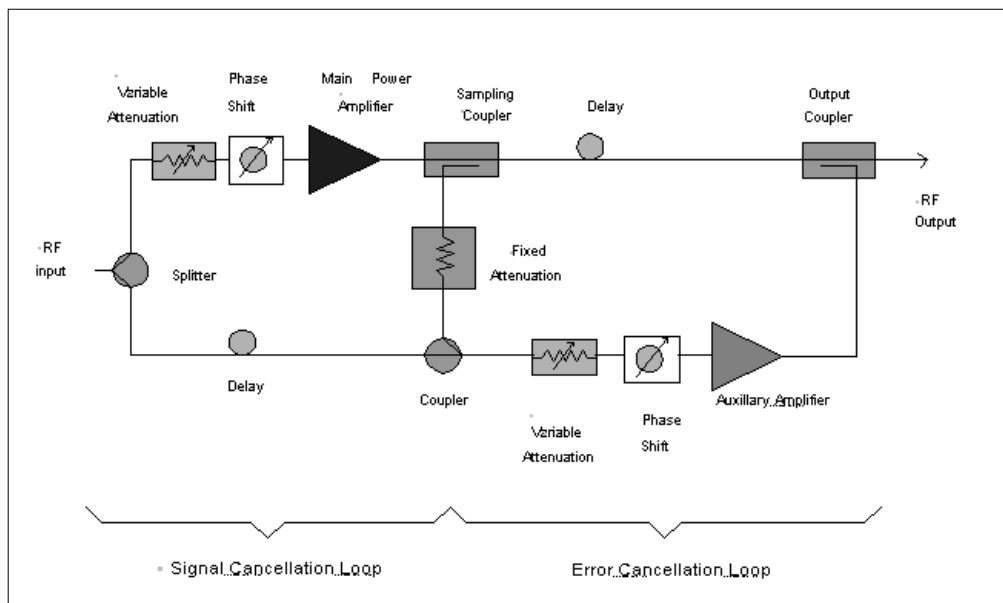 Variable
Attenuation
Phase
Shift
Main Power
Amplifier
Sampling
Coupler
Delay
Output
Coupler
RF
input
Splitter
Fixed
Attenuation
RF
Output
Delay
Coupler
Variable
Attenuation
Phase
Shift
Auxillary Amplifier
Signal Cancellation Loop
Error Cancellation Loop